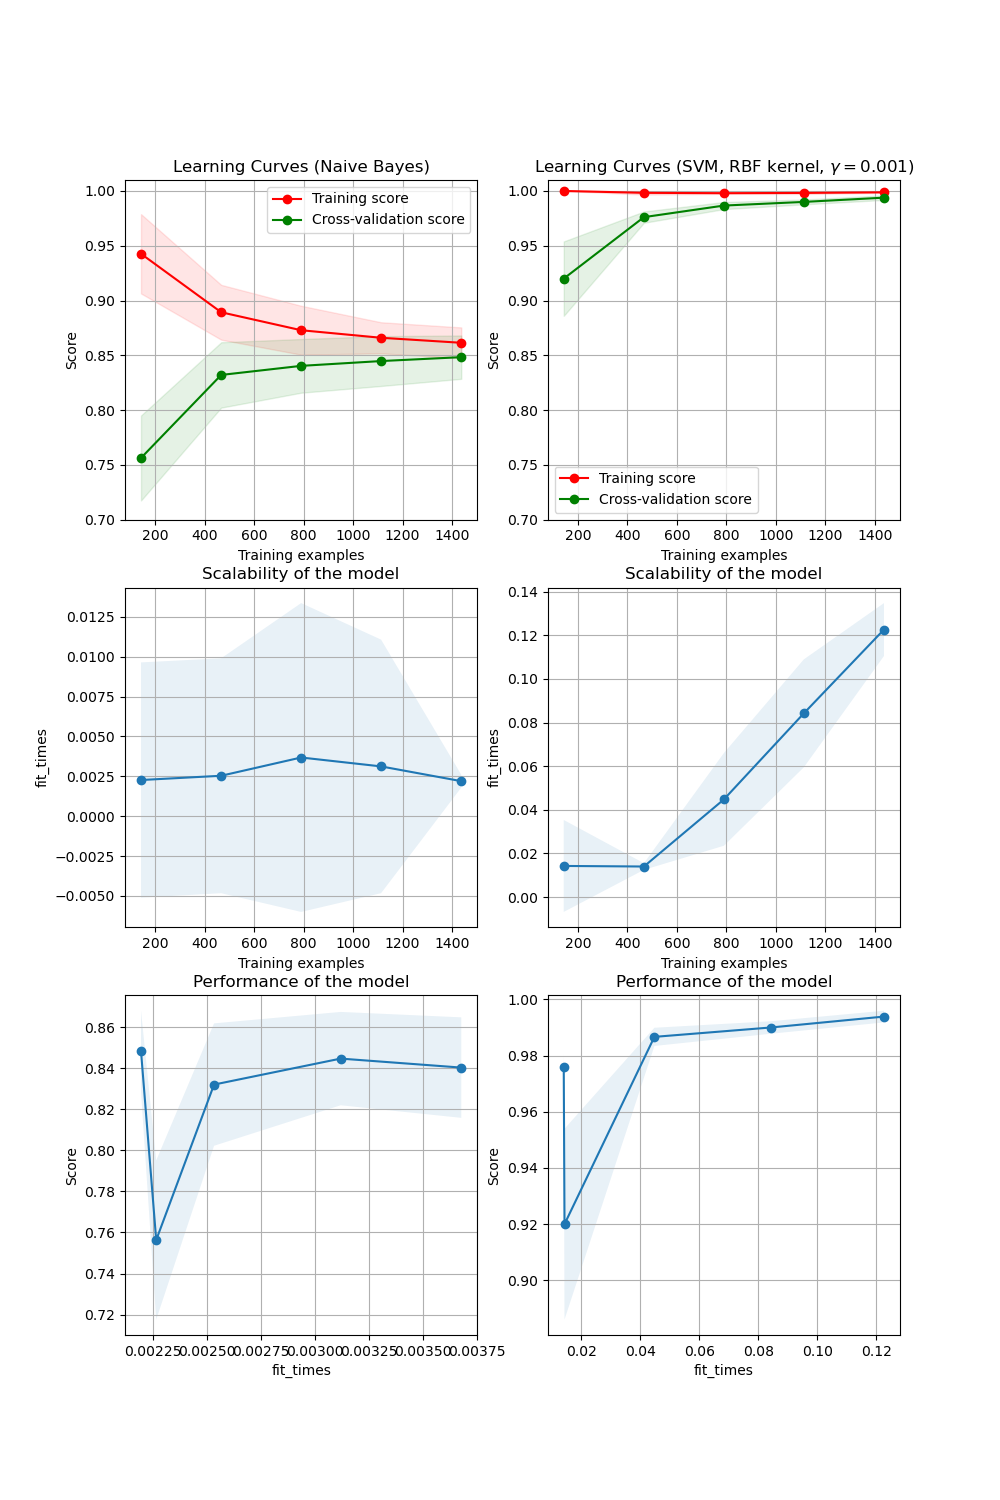 Learning Curves (Naive Bayes)
1.00
0.95
0.90
0.85
0.80
0.75
0.70
Score
Training score
Cross-validation score
200 400 600 800 1000 1200 1400
Training examples
Learning Curves (SVM, RBF kernel, γ = 0.001)
1.00
0.95
0.90
0.85
0.80
0.75
0.70
Score
Training score
Cross-validation score
200 400 600 800 1000 1200 1400
Training examples
Scalability of the model
0.0125
0.0100
0.0075
0.0050
0.0025
0.0000
−0.0025
−0.0050
fit_times
200 400 600 800 1000 1200 1400
Training examples
Scalability of the model
0.14
0.12
0.10
0.08
0.06
0.04
0.02
0.00
fit_times
200 400 600 800 1000 1200 1400
Training examples
Performance of the model
0.86
0.84
0.82
0.80
0.78
0.76
0.74
0.72
Score
0.00225 0.00250 0.00275 0.00300 0.00325 0.00350 0.00375
fit_times
Performance of the model
1.00
0.98
0.96
0.94
0.92
0.90
Score
0.02 0.04 0.06 0.08 0.10 0.12
fit_times